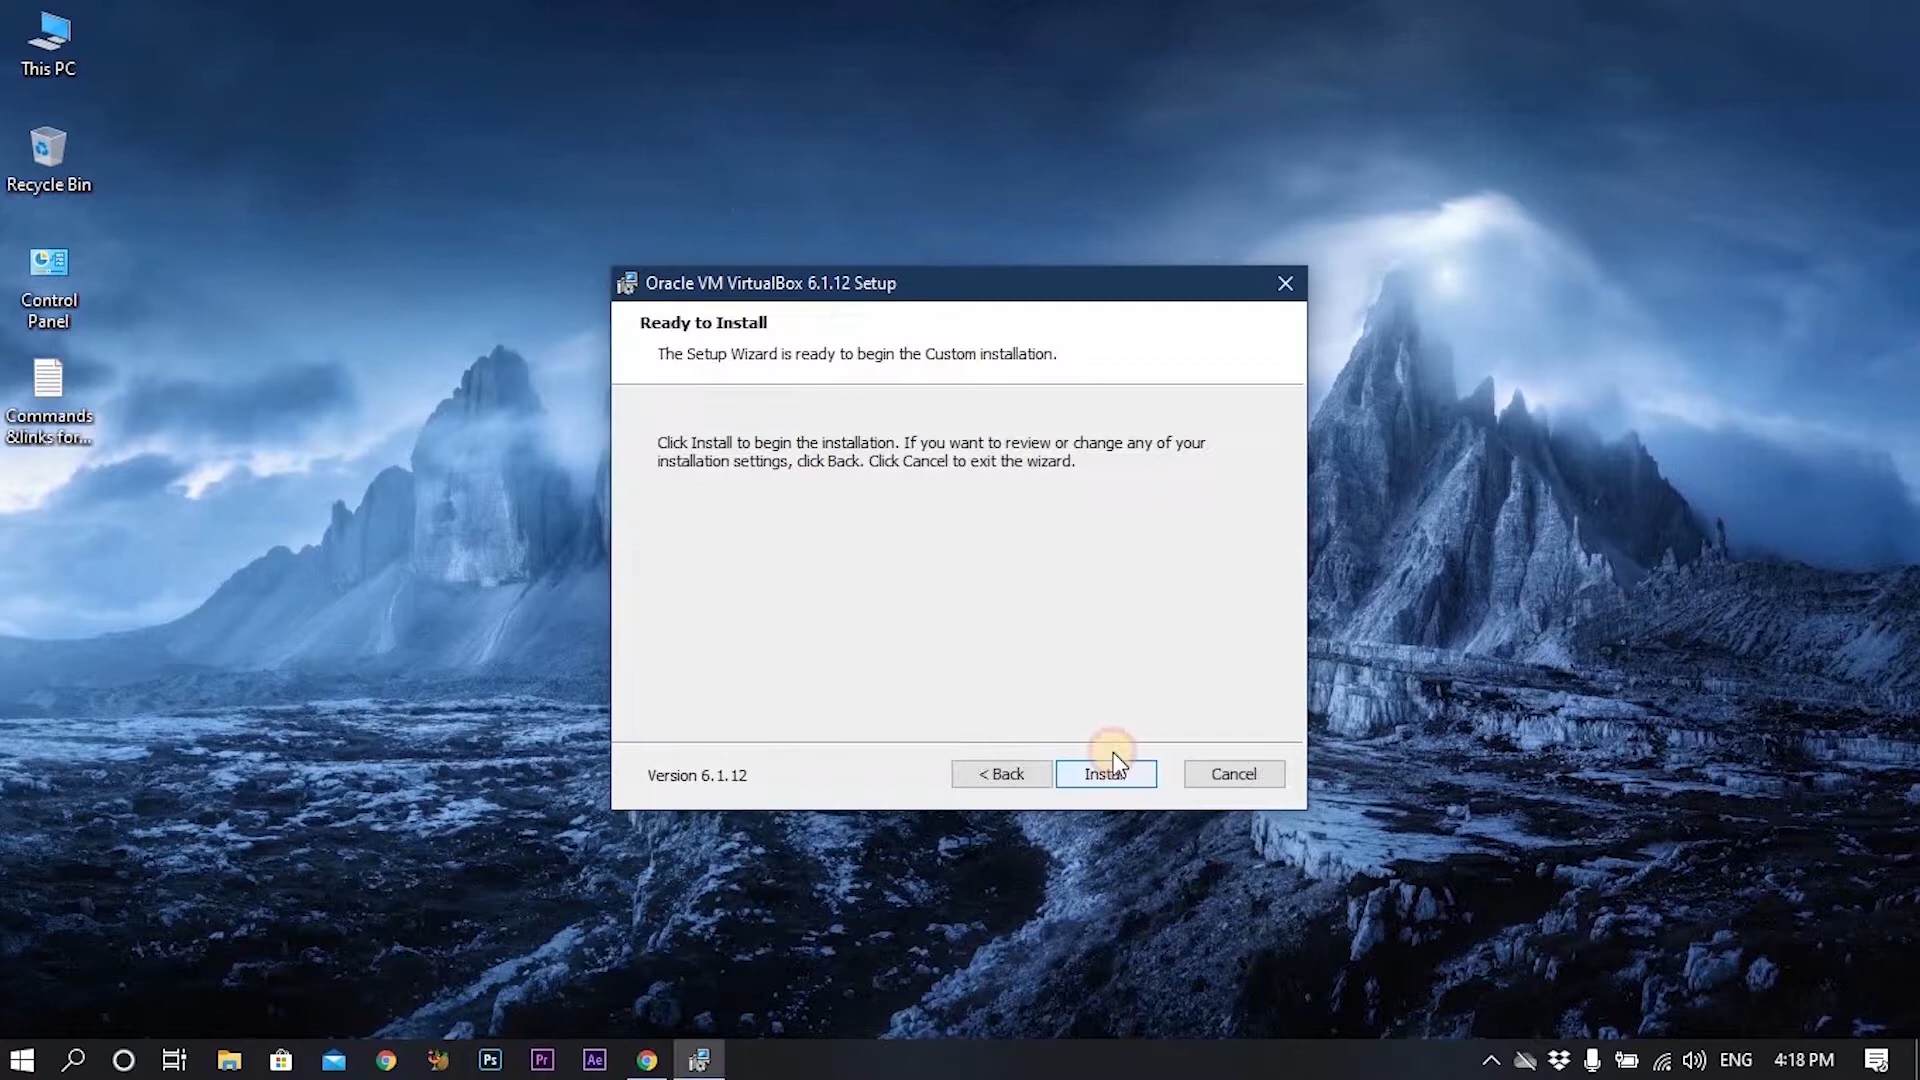 This PC
Recycle Bin
Control
Panel
Commands
&links for...
Oracle VM VirtualBox 6.1.12 Setup
Ready to Install
The Setup Wizard is ready to begin the Custom installation.
Click Install to begin the installation. If you want to review or change any of your
installation settings, click Back. Click Cancel to exit the wizard.
Version 6.1.12
< Back
Install
Cancel
Ps
Pr
Ae
ENG
4:18 PM